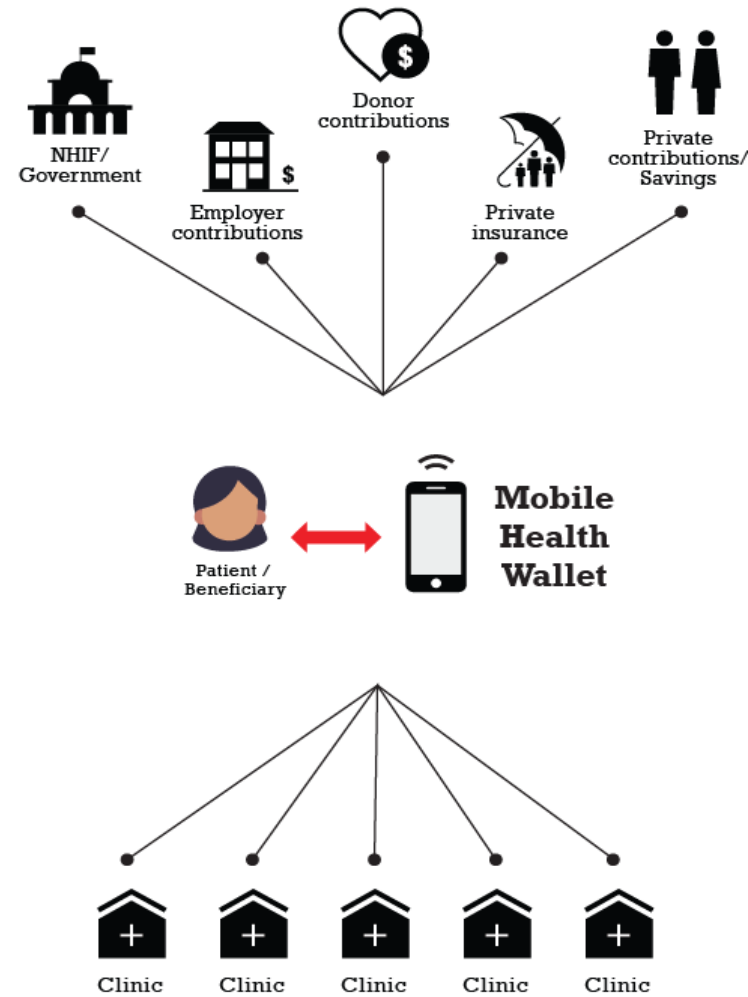 $
Donor
contributions
NHIF/
Government
$
Employer
contributions
Private
insurance
Private
contributions/
Savings
Patient /
Beneficiary
Mobile
Health
Wallet
Clinic
Clinic
Clinic
Clinic
Clinic